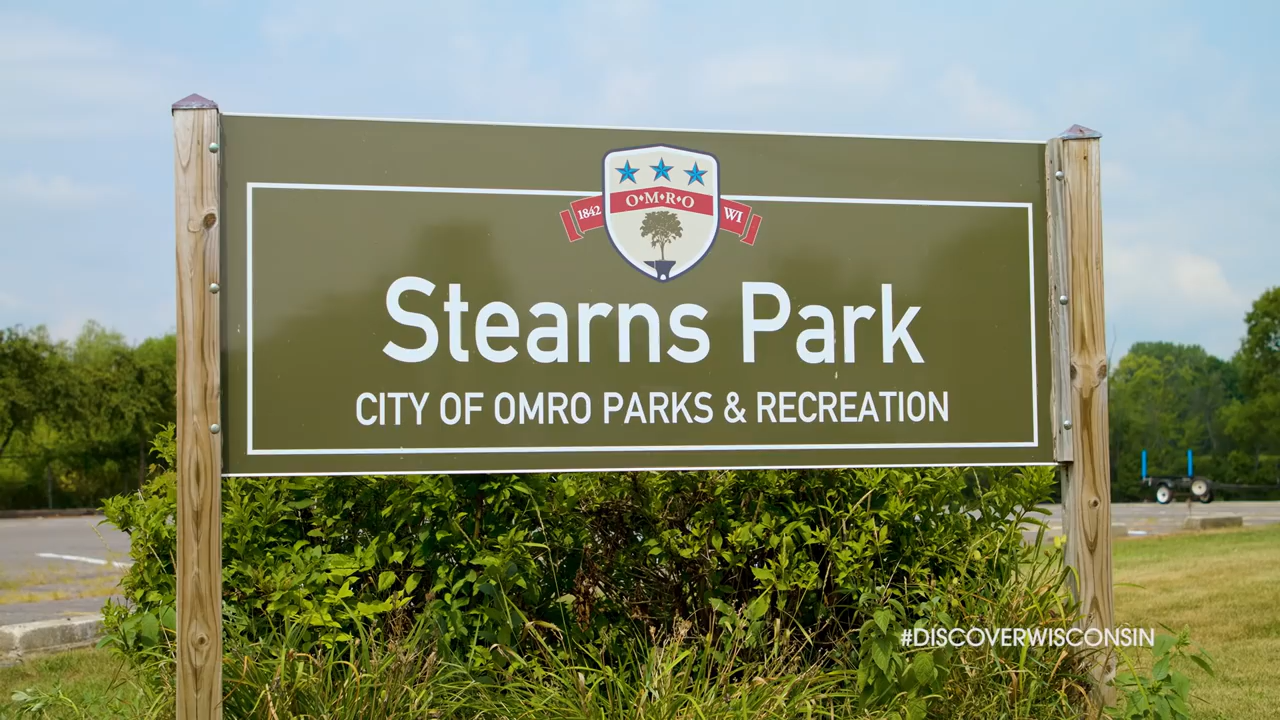 O•M•R•O
1842 WI
Stearns Park
CITY OF OMRO PARKS & RECREATION
#DISCOVERWISCONSIN